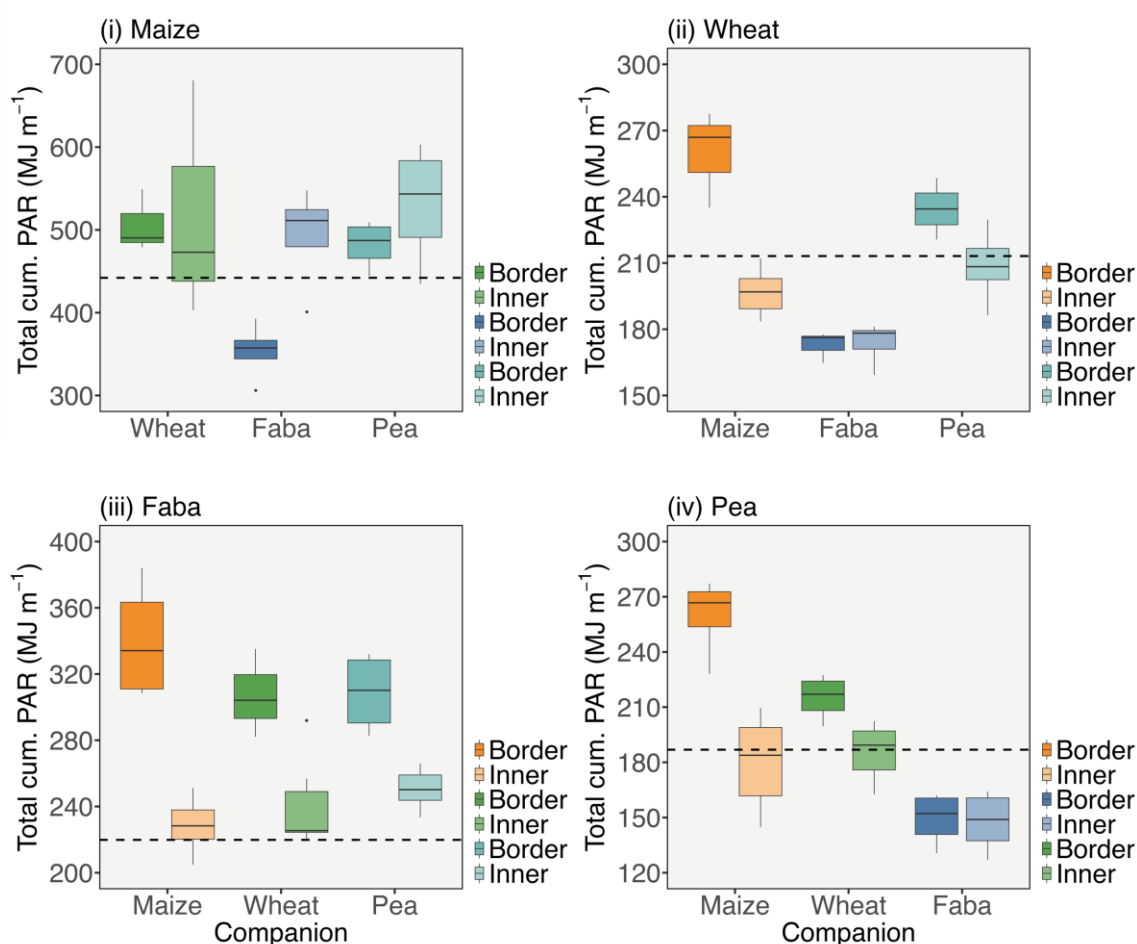 (i) Maize
Total cum. PAR (MJ m⁻¹)
700
600
500
400
300
Wheat Faba Pea
Border
Inner
Border
Inner
Border
Inner
(ii) Wheat
Total cum. PAR (MJ m⁻¹)
300
270
240
210
180
150
Maize Faba Pea
Border
Inner
Border
Inner
Border
Inner
(iii) Faba
Total cum. PAR (MJ m⁻¹)
400
360
320
280
240
200
Maize Wheat Pea
Companion
Border
Inner
Border
Inner
Border
Inner
(iv) Pea
Total cum. PAR (MJ m⁻¹)
300
270
240
210
180
150
120
Maize Wheat Faba
Companion
Border
Inner
Border
Inner
Border
Inner